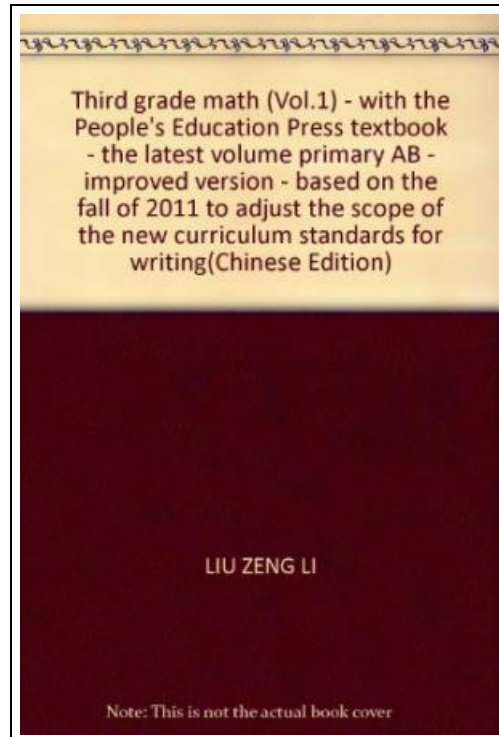 Third grade math (Vol.1) - with the
People's Education Press textbook
- the latest volume primary AB -
improved version - based on the
fall of 2011 to adjust the scope of
the new curriculum standards for
writing(Chinese Edition)
LIU ZENG LI
Note: This is not the actual book cover